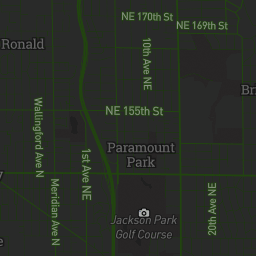 NE 170th St
NE 169th St
Ronald
10th Ave NE
Bri
NE 155th St
Wallingford Ave N
Meridian Ave N
1st Ave NE
Paramount
Park
20th Ave NE
Jackson Park
Golf Course